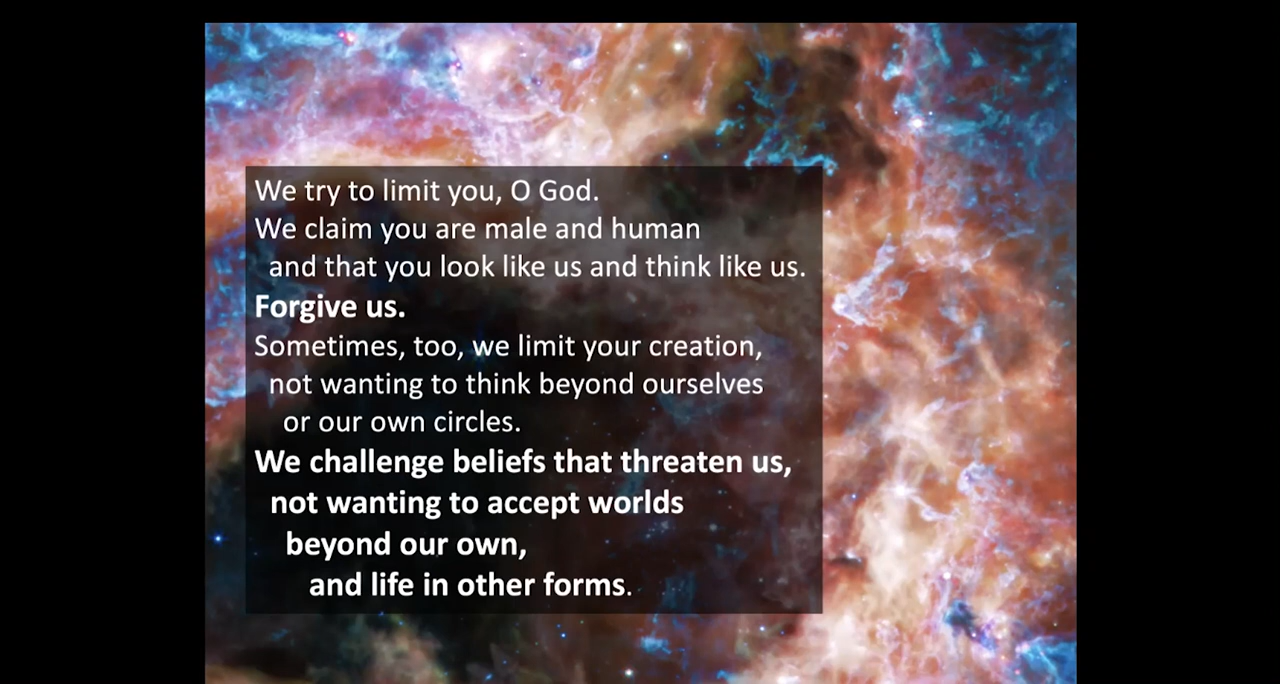 We try to limit you, O God.
We claim you are male and human
and that you look like us and think like us.
Forgive us.
Sometimes, too, we limit your creation,
not wanting to think beyond ourselves
or our own circles.
We challenge beliefs that threaten us,
not wanting to accept worlds
beyond our own,
and life in other forms.